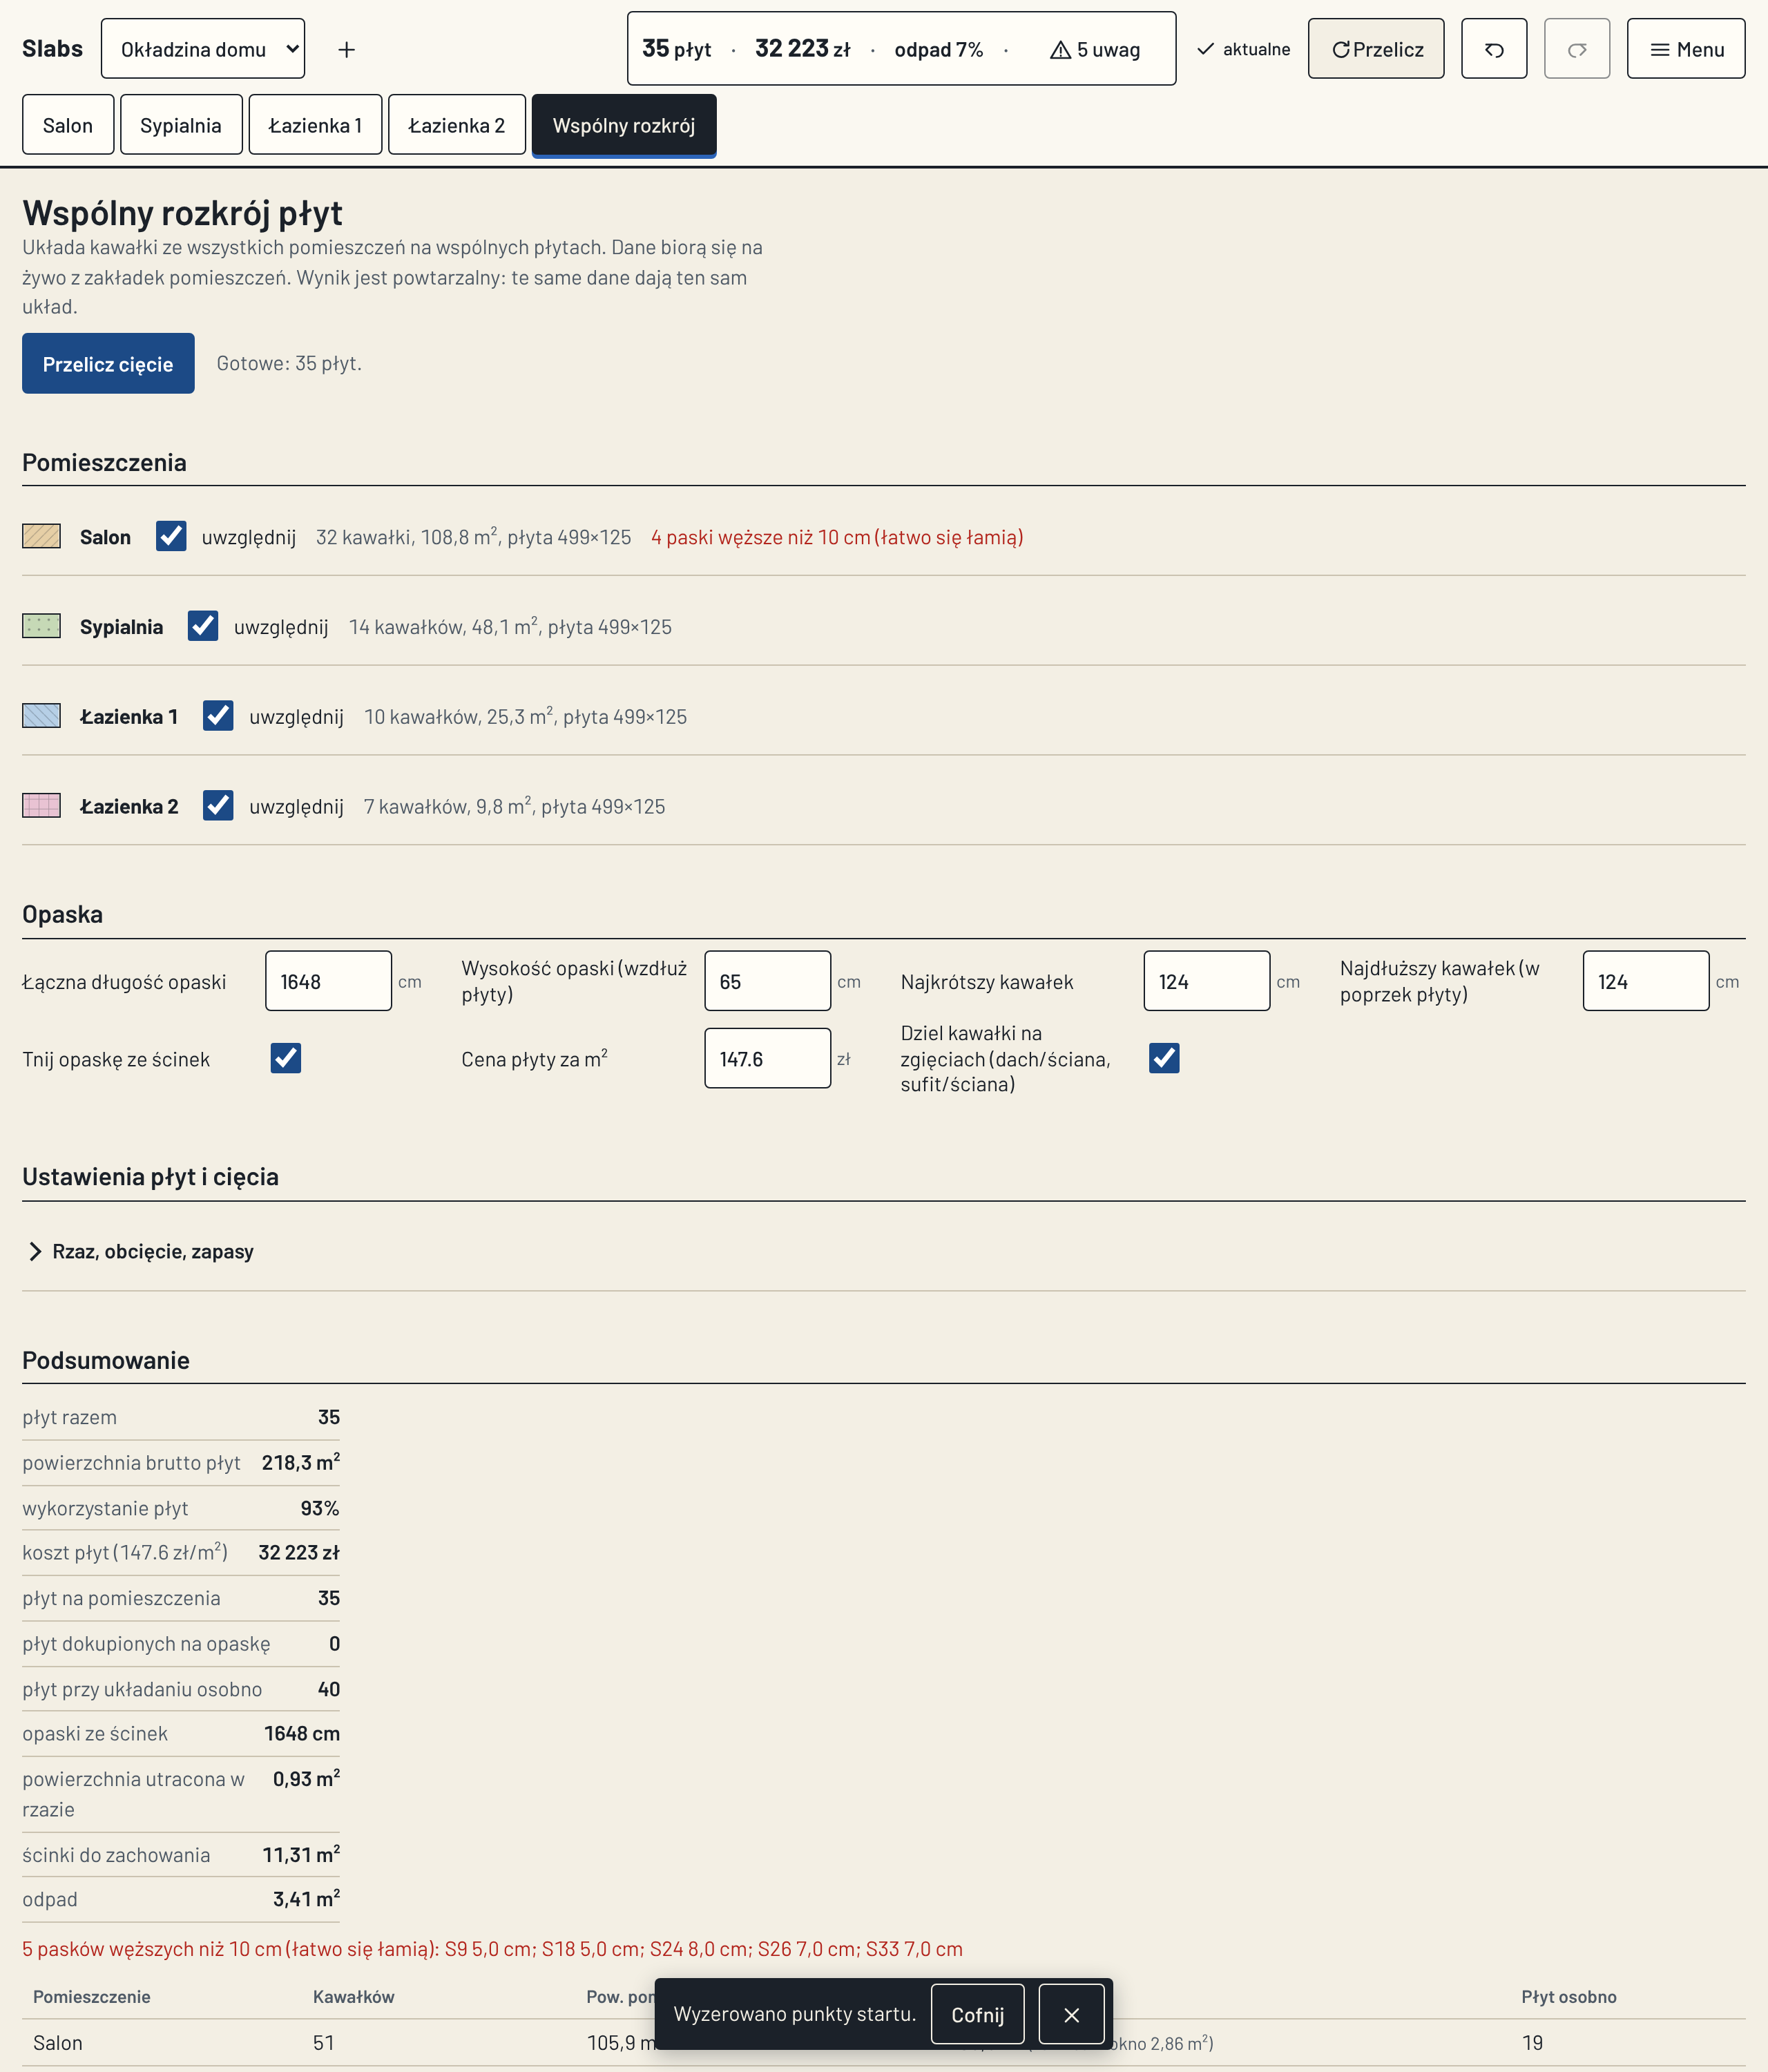 Slabs Okładzina domu + 35 płyt · 32 223 zł · odpad 7% · 5 uwag aktualne Przelicz Menu
Salon Sypialnia Łazienka 1 Łazienka 2 Wspólny rozkrój
Wspólny rozkrój płyt
Układa kawałki ze wszystkich pomieszczeń na wspólnych płytach. Dane biorą się na
żywo z zakładek pomieszczeń. Wynik jest powtarzalny: te same dane dają ten sam
układ.
Przelicz cięcie Gotowe: 35 płyt.
Pomieszczenia
Salon uwzględnij 32 kawałki, 108,8 m², płyta 499×125 4 paski węższe niż 10 cm (łatwo się łamią)
Sypialnia uwzględnij 14 kawałków, 48,1 m², płyta 499×125
Łazienka 1 uwzględnij 10 kawałków, 25,3 m², płyta 499×125
Łazienka 2 uwzględnij 7 kawałków, 9,8 m², płyta 499×125
Opaska
Łączna długość opaski 1648 cm
Wysokość opaski (wzdłuż
płyty) 65 cm
Najkrótszy kawałek 124 cm
Najdłuższy kawałek (w
poprzek płyty) 124 cm
Tnij opaskę ze ścinek
Cena płyty za m² 147.6 zł
Dziel kawałki na
zgięciach (dach/ściana,
sufit/ściana)
Ustawienia płyt i cięcia
Rzaz, obcięcie, zapasy
Podsumowanie
płyt razem 35
powierzchnia brutto płyt 218,3 m²
wykorzystanie płyt 93%
koszt płyt (147.6 zł/m²) 32 223 zł
płyt na pomieszczenia 35
płyt dokupionych na opaskę 0
płyt przy układaniu osobno 40
opaski ze ścinek 1648 cm
powierzchnia utracona w 0,93 m²
rzazie
ścinki do zachowania 11,31 m²
odpad 3,41 m²
5 pasków węższych niż 10 cm (łatwo się łamią): S9 5,0 cm; S18 5,0 cm; S24 8,0 cm; S26 7,0 cm; S33 7,0 cm
Pomieszczenie Kawałków Pow. Płyt osobno
Wyzerowano punkty startu. Cofnij ×
Salon 51 105,9 okno 2,86 m²) 19